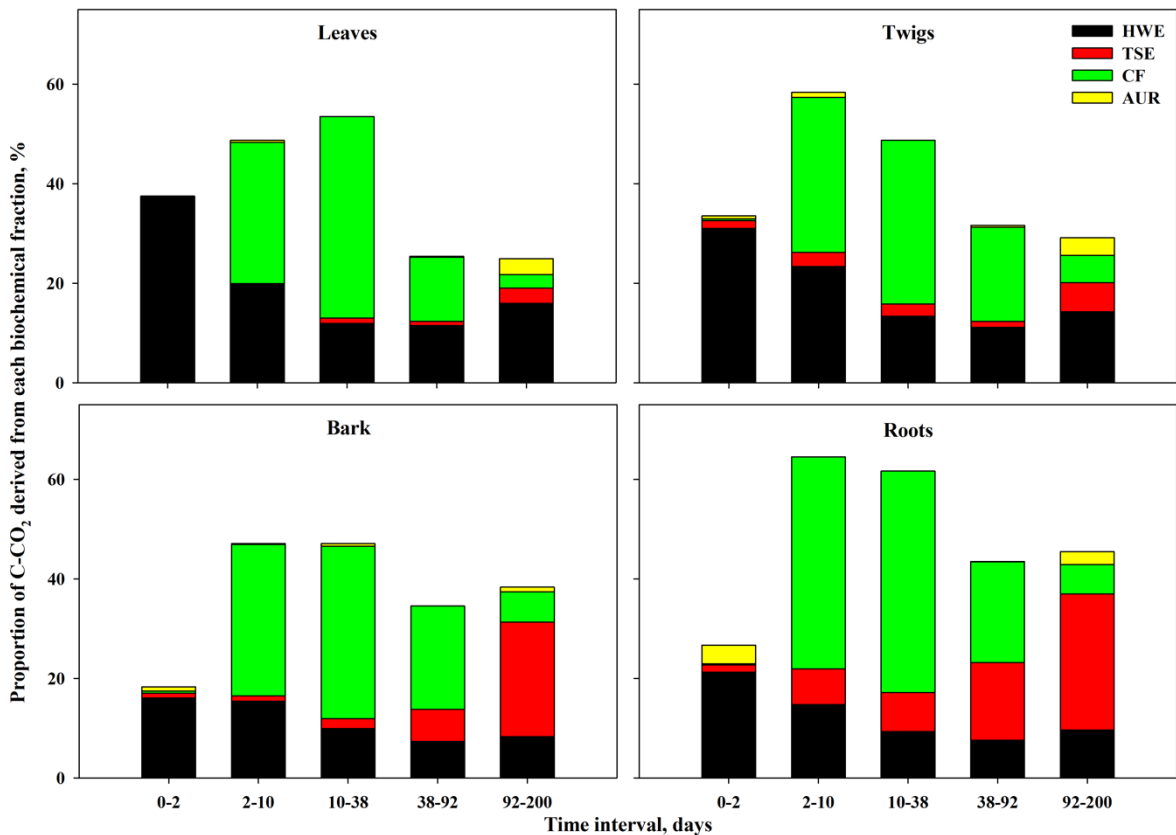 Leaves
Twigs
HWE
TSE
CF
AUR
60
40
20
0
Bark
Roots
60
40
20
0
0-2 2-10 10-38 38-92 92-200
0-2 2-10 10-38 38-92 92-200
Time interval, days
Proportion of C-CO₂ derived from each biochemical fraction, %